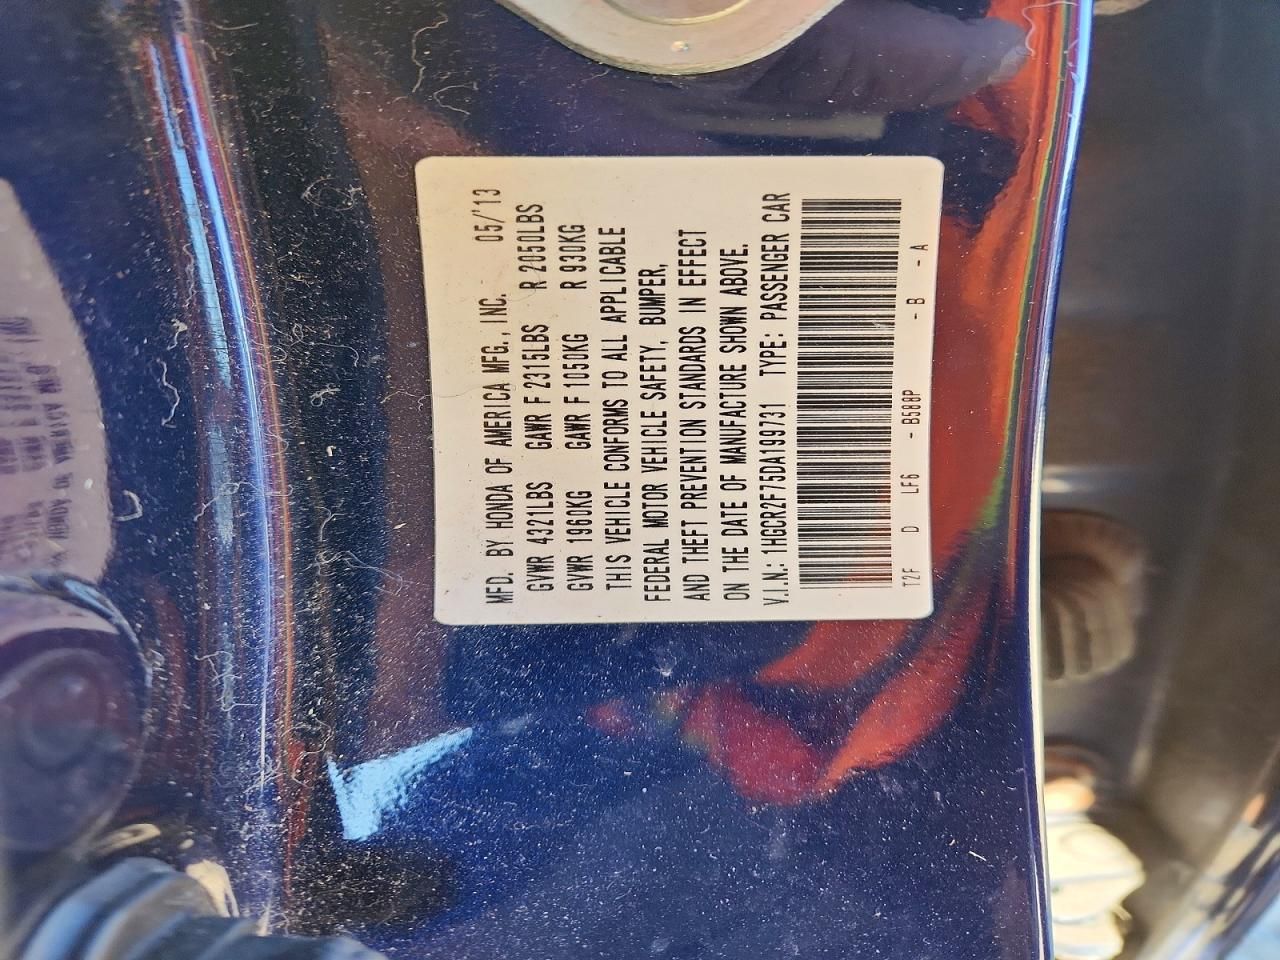 MFD. BY HONDA OF AMERICA MFG., INC. 05/'13
GVWR 4321LBS GAWR F 2315LBS R 2050LBS
GVWR 1960KG GAWR F 1050KG R 930KG
THIS VEHICLE CONFORMS TO ALL APPLICABLE
FEDERAL MOTOR VEHICLE SAFETY, BUMPER,
AND THEFT PREVENTION STANDARDS IN EFFECT
ON THE DATE OF MANUFACTURE SHOWN ABOVE.
V.I.N.: 1HGCR2F75DA199731 TYPE: PASSENGER CAR
T2F D LF6 - B588P - B - A